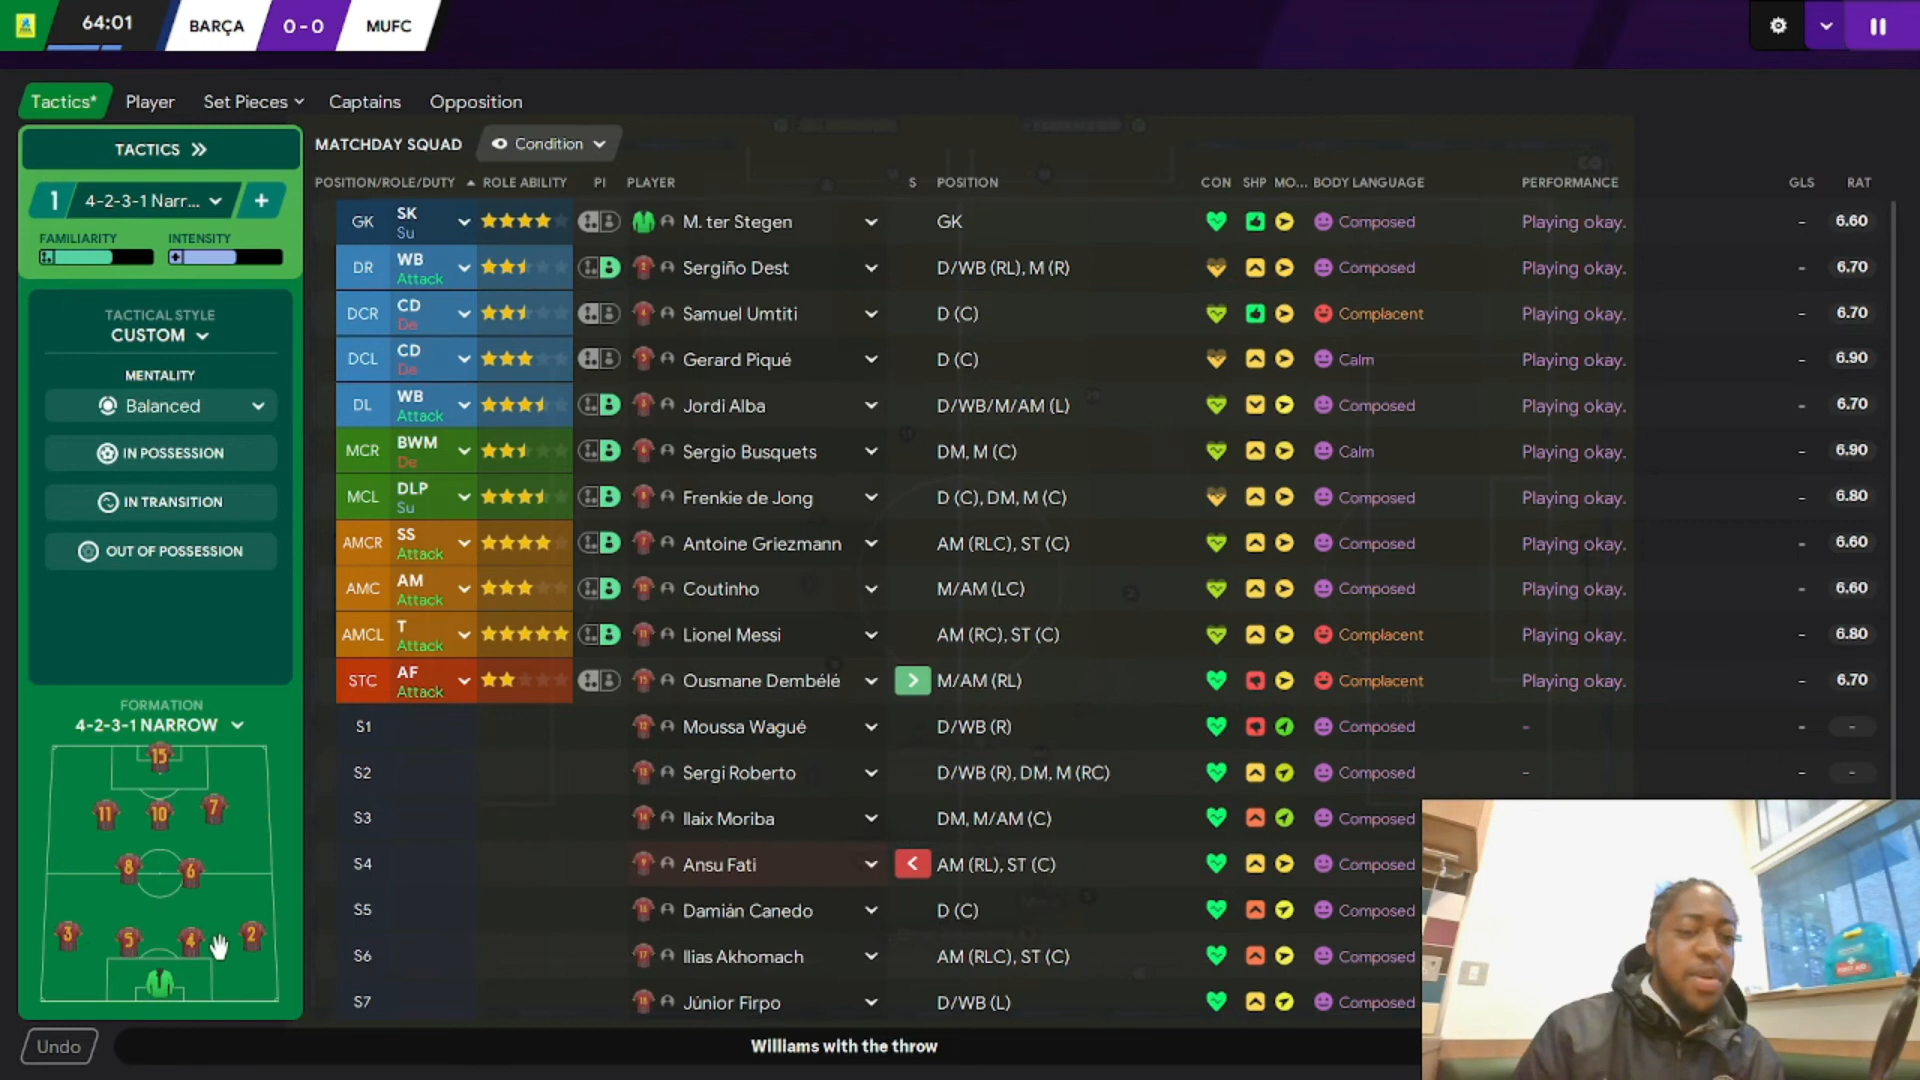 64:01 BARÇA 0 - 0 MUFC
Tactics* Player Set Pieces Captains Opposition
TACTICS
1 4-2-3-1 Narr...
FAMILIARITY INTENSITY
TACTICAL STYLE
CUSTOM
MENTALITY
Balanced
IN POSSESSION
IN TRANSITION
OUT OF POSSESSION
FORMATION
4-2-3-1 NARROW
15
11 10 7
8 6
3 5 4 2
MATCHDAY SQUAD Condition
POSITION/ROLE/DUTY ROLE ABILITY PI PLAYER S POSITION CON SHP MO... BODY LANGUAGE PERFORMANCE GLS RAT
GK SK Su M. ter Stegen GK Composed Playing okay. - 6.60
DR WB Attack Sergiño Dest D/WB (RL), M (R) Composed Playing okay. - 6.70
DCR CD De Samuel Umtiti D (C) Complacent Playing okay. - 6.70
DCL CD De Gerard Piqué D (C) Calm Playing okay. - 6.90
DL WB Attack Jordi Alba D/WB/M/AM (L) Composed Playing okay. - 6.70
MCR BWM De Sergio Busquets DM, M (C) Calm Playing okay. - 6.90
MCL DLP Su Frenkie de Jong D (C), DM, M (C) Composed Playing okay. - 6.80
AMCR SS Attack Antoine Griezmann AM (RLC), ST (C) Composed Playing okay. - 6.60
AMC AM Attack Coutinho M/AM (LC) Composed Playing okay. - 6.60
AMCL T Attack Lionel Messi AM (RC), ST (C) Complacent Playing okay. - 6.80
STC AF Attack Ousmane Dembélé M/AM (RL) Complacent Playing okay. - 6.70
S1 Moussa Wagué D/WB (R) Composed - - -
S2 Sergi Roberto D/WB (R), DM, M (RC) Composed - - -
S3 Ilaix Moriba DM, M/AM (C) Composed
S4 Ansu Fati AM (RL), ST (C) Composed
S5 Damián Canedo D (C) Composed
S6 Ilias Akhomach AM (RLC), ST (C) Composed
S7 Júnior Firpo D/WB (L) Composed
Undo
Williams with the throw